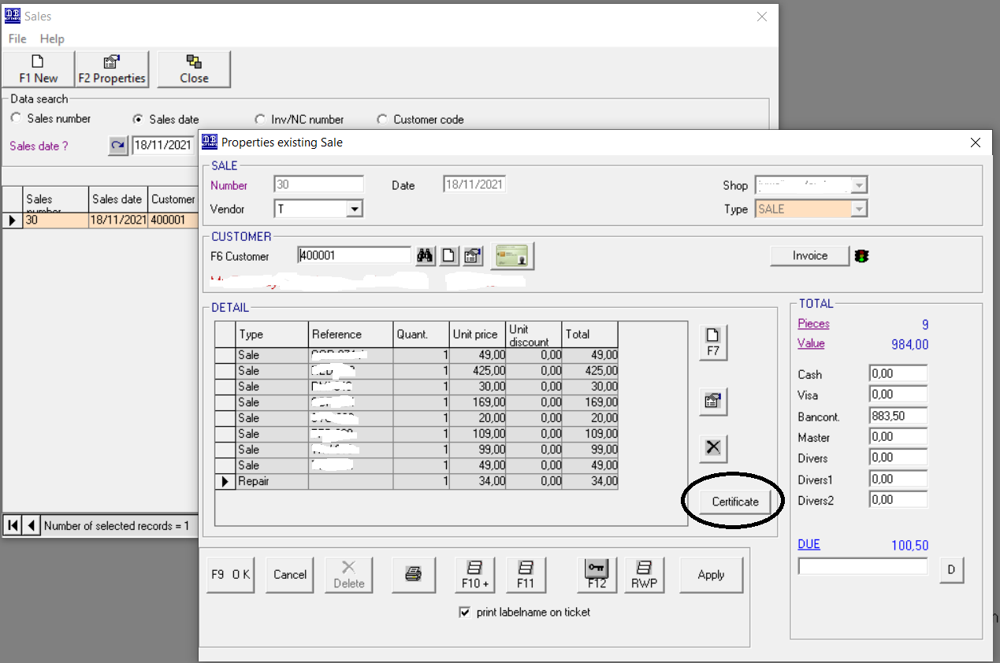 Sales
File Help
F1 New F2 Properties Close
Data search
Sales number Sales date Inv/NC number Customer code
Sales date ? 18/11/2021
Sales number Sales date Customer
30 18/11/2021 400001
Number of selected records = 1
Properties existing Sale
SALE
Number 30 Date 18/11/2021 Shop
Vendor T Type SALE
CUSTOMER
F6 Customer 400001 Invoice
DETAIL
Type Reference Quant. Unit price Unit discount Total
Sale 1 49,00 0,00 49,00
Sale 1 425,00 0,00 425,00
Sale 1 30,00 0,00 30,00
Sale 1 169,00 0,00 169,00
Sale 1 20,00 0,00 20,00
Sale 1 109,00 0,00 109,00
Sale 1 99,00 0,00 99,00
Sale 1 49,00 0,00 49,00
Repair 1 34,00 0,00 34,00
F7
Certificate
TOTAL
Pieces 9
Value 984,00
Cash 0,00
Visa 0,00
Bancont. 883,50
Master 0,00
Divers 0,00
Divers1 0,00
Divers2 0,00
DUE 100,50
D
F9 O K Cancel Delete F10 + F11 F12 RWP Apply
print labelname on ticket